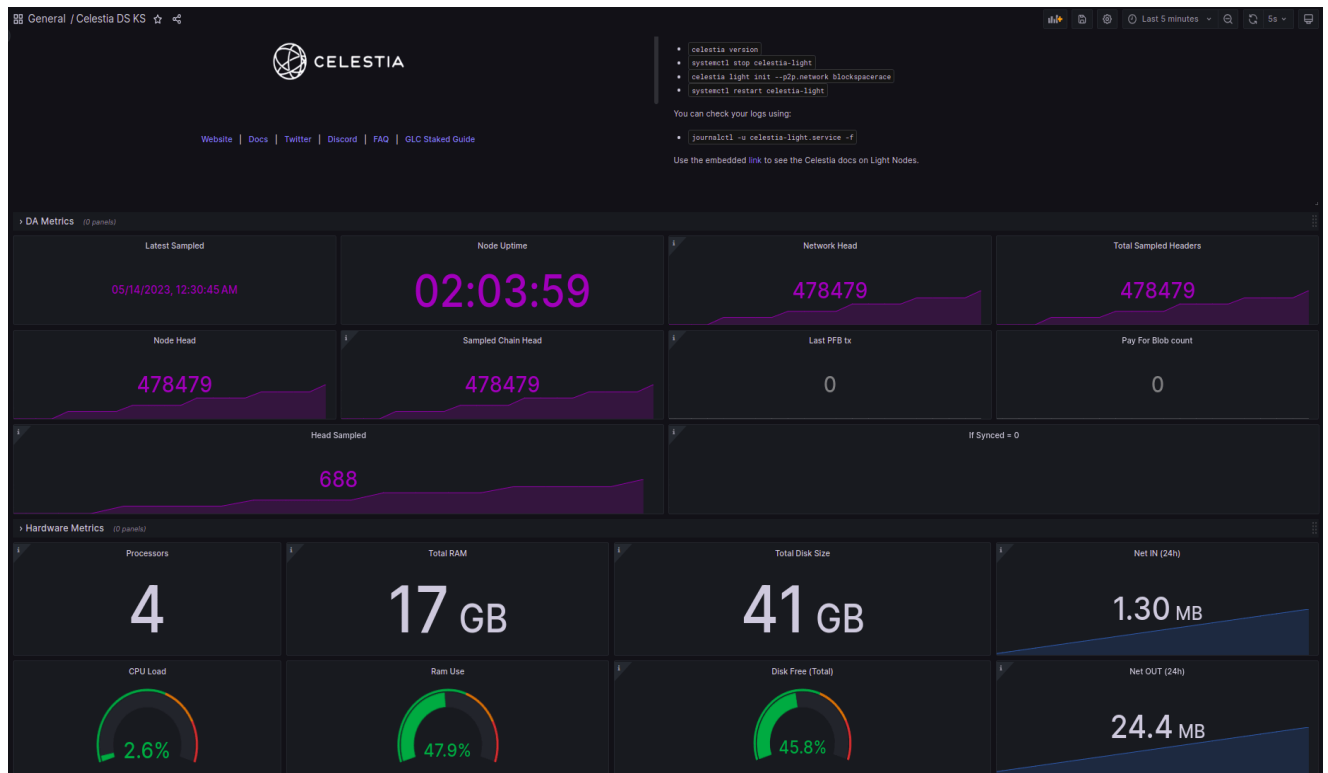 General / Celestia DS KS
Last 5 minutes
5s
CELESTIA
Website | Docs | Twitter | Discord | FAQ | GLC Staked Guide
celestia version
systemctl stop celestia-light
celestia light init --p2p.network blockspacerace
systemctl restart celestia-light
You can check your logs using:
journalctl -u celestia-light.service -f
Use the embedded link to see the Celestia docs on Light Nodes.
DA Metrics (0 panels)
Latest Sampled
05/14/2023, 12:30:45 AM
Node Uptime
02:03:59
Network Head
478479
Total Sampled Headers
478479
Node Head
478479
Sampled Chain Head
478479
Last PFB tx
0
Pay For Blob count
0
Head Sampled
688
If Synced = 0
Hardware Metrics (0 panels)
Processors
4
Total RAM
17 GB
Total Disk Size
41 GB
Net IN (24h)
1.30 MB
CPU Load
2.6%
Ram Use
47.9%
Disk Free (Total)
45.8%
Net OUT (24h)
24.4 MB